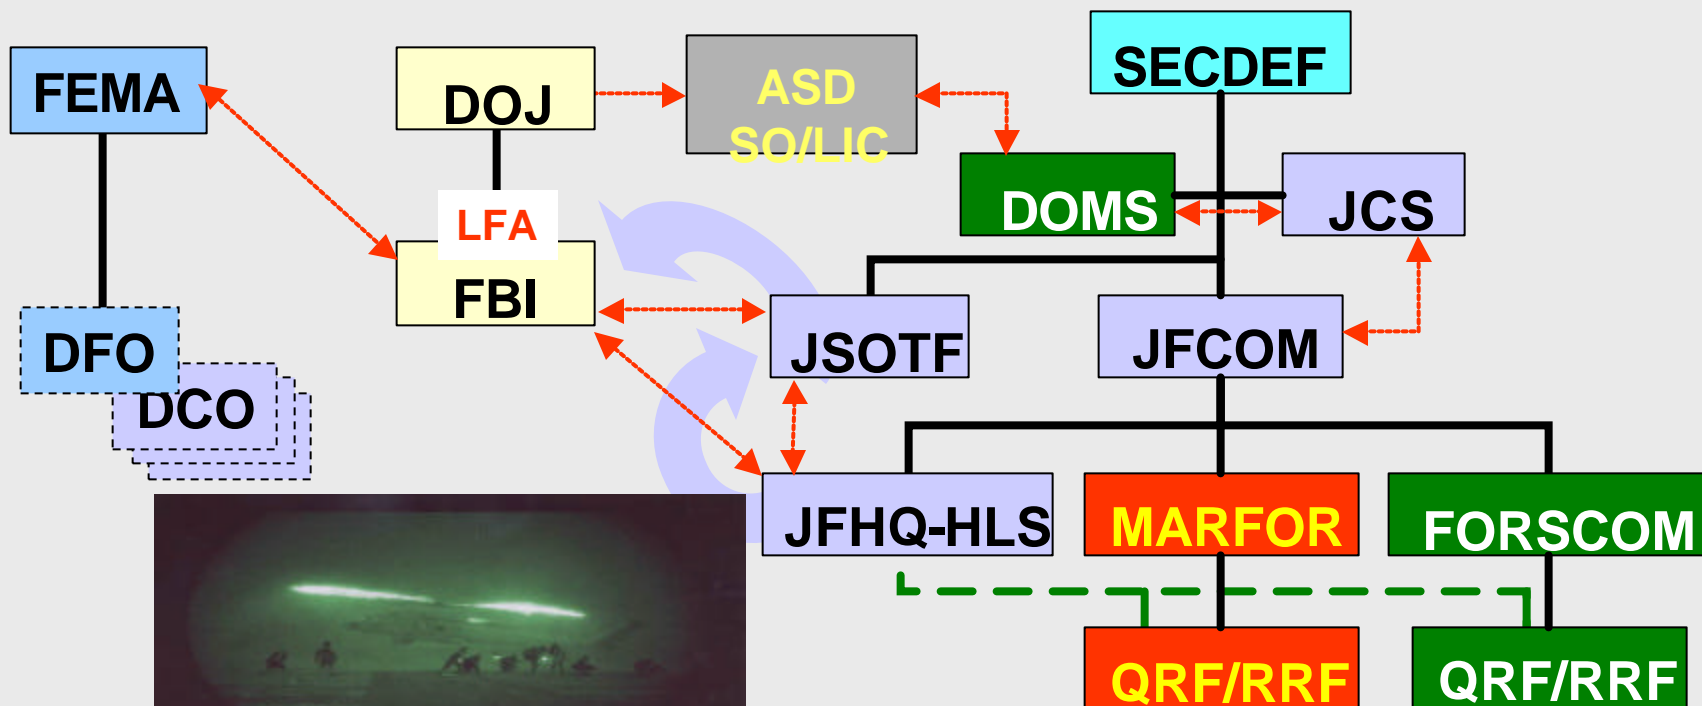 FEMA
DOJ
ASD
SO/LIC
SECDEF
DOMS
JCS
LFA
FBI
DFO
DCO
JSOTF
JFCOM
JFHQ-HLS
MARFOR
FORSCOM
QRF/RRF
QRF/RRF